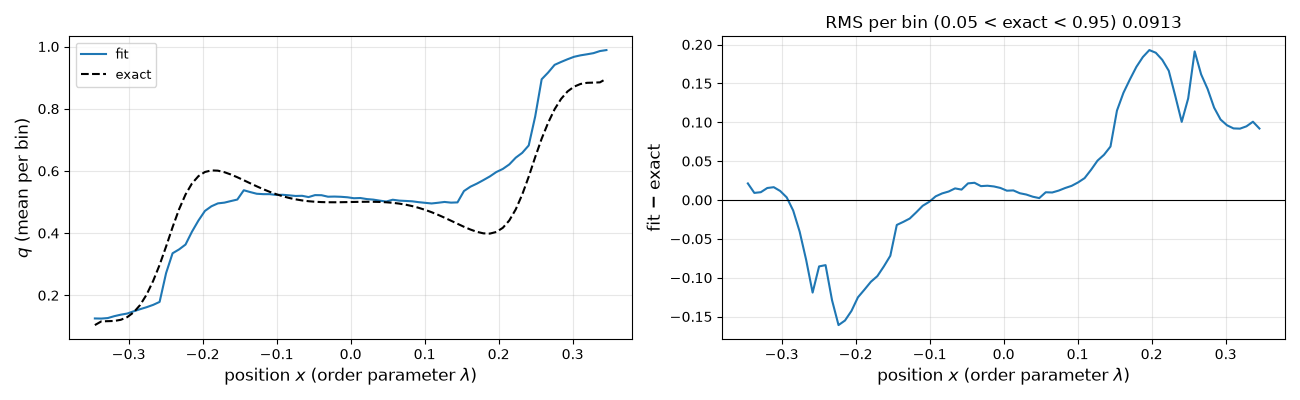 RMS per bin (0.05 < exact < 0.95) 0.0913
fit
exact
q (mean per bin)
1.0
0.8
0.6
0.4
0.2
−0.3 −0.2 −0.1 0.0 0.1 0.2 0.3
position x (order parameter λ)
fit − exact
0.20
0.15
0.10
0.05
0.00
−0.05
−0.10
−0.15
−0.3 −0.2 −0.1 0.0 0.1 0.2 0.3
position x (order parameter λ)